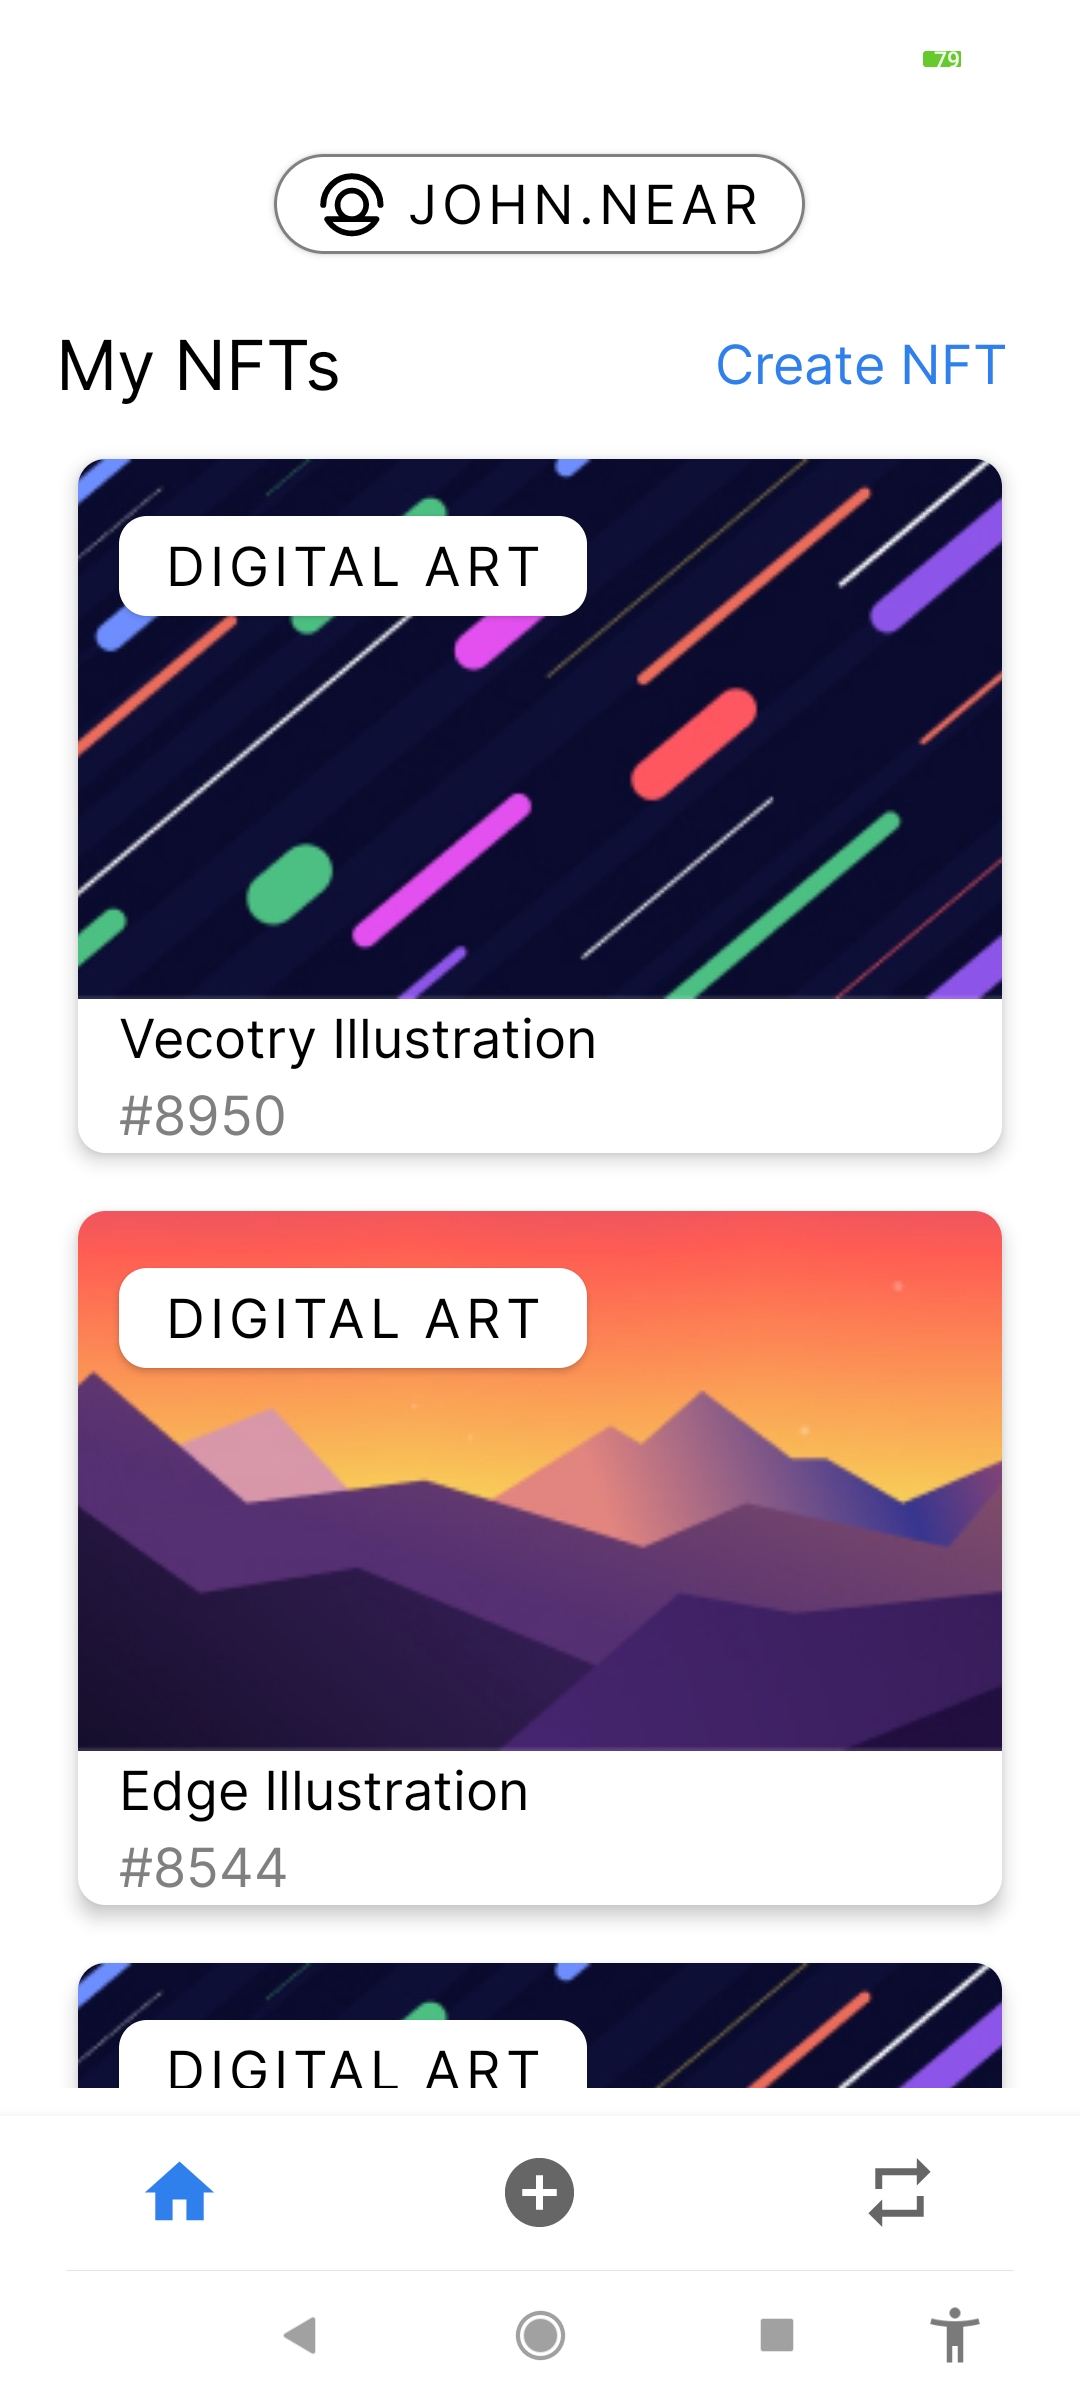 79
JOHN.NEAR
My NFTs
Create NFT
DIGITAL ART
Vecotry Illustration
#8950
DIGITAL ART
Edge Illustration
#8544
DIGITAL ART